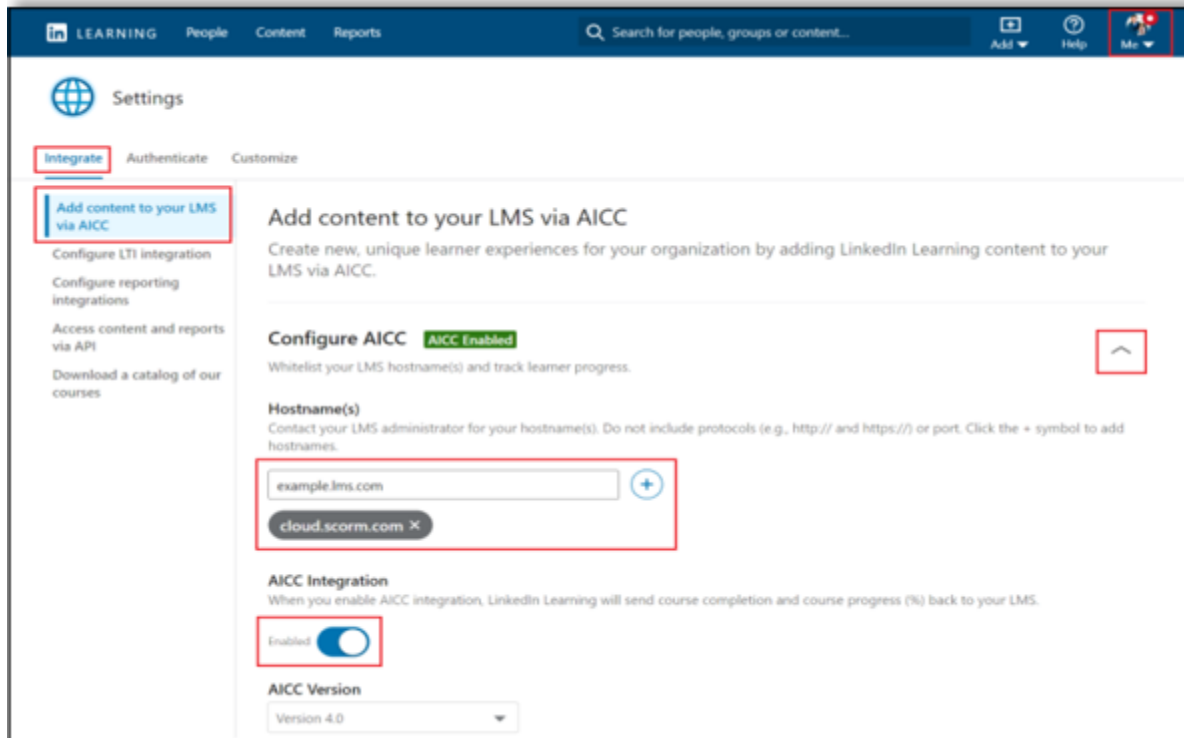 in LEARNING People Content Reports Search for people, groups or content... Add Help Me
Settings
Integrate Authenticate Customize
Add content to your LMS
via AICC
Configure LTI integration
Configure reporting
integrations
Access content and reports
via API
Download a catalog of our
courses
Add content to your LMS via AICC
Create new, unique learner experiences for your organization by adding LinkedIn Learning content to your
LMS via AICC.
Configure AICC AICC Enabled
Whitelist your LMS hostname(s) and track learner progress.
Hostname(s)
Contact your LMS administrator for your hostname(s). Do not include protocols (e.g., http:// and https://) or port. Click the + symbol to add
hostnames.
example.lms.com
cloud.scorm.com ×
AICC Integration
When you enable AICC integration, LinkedIn Learning will send course completion and course progress (%) back to your LMS.
Enabled
AICC Version
Version 4.0